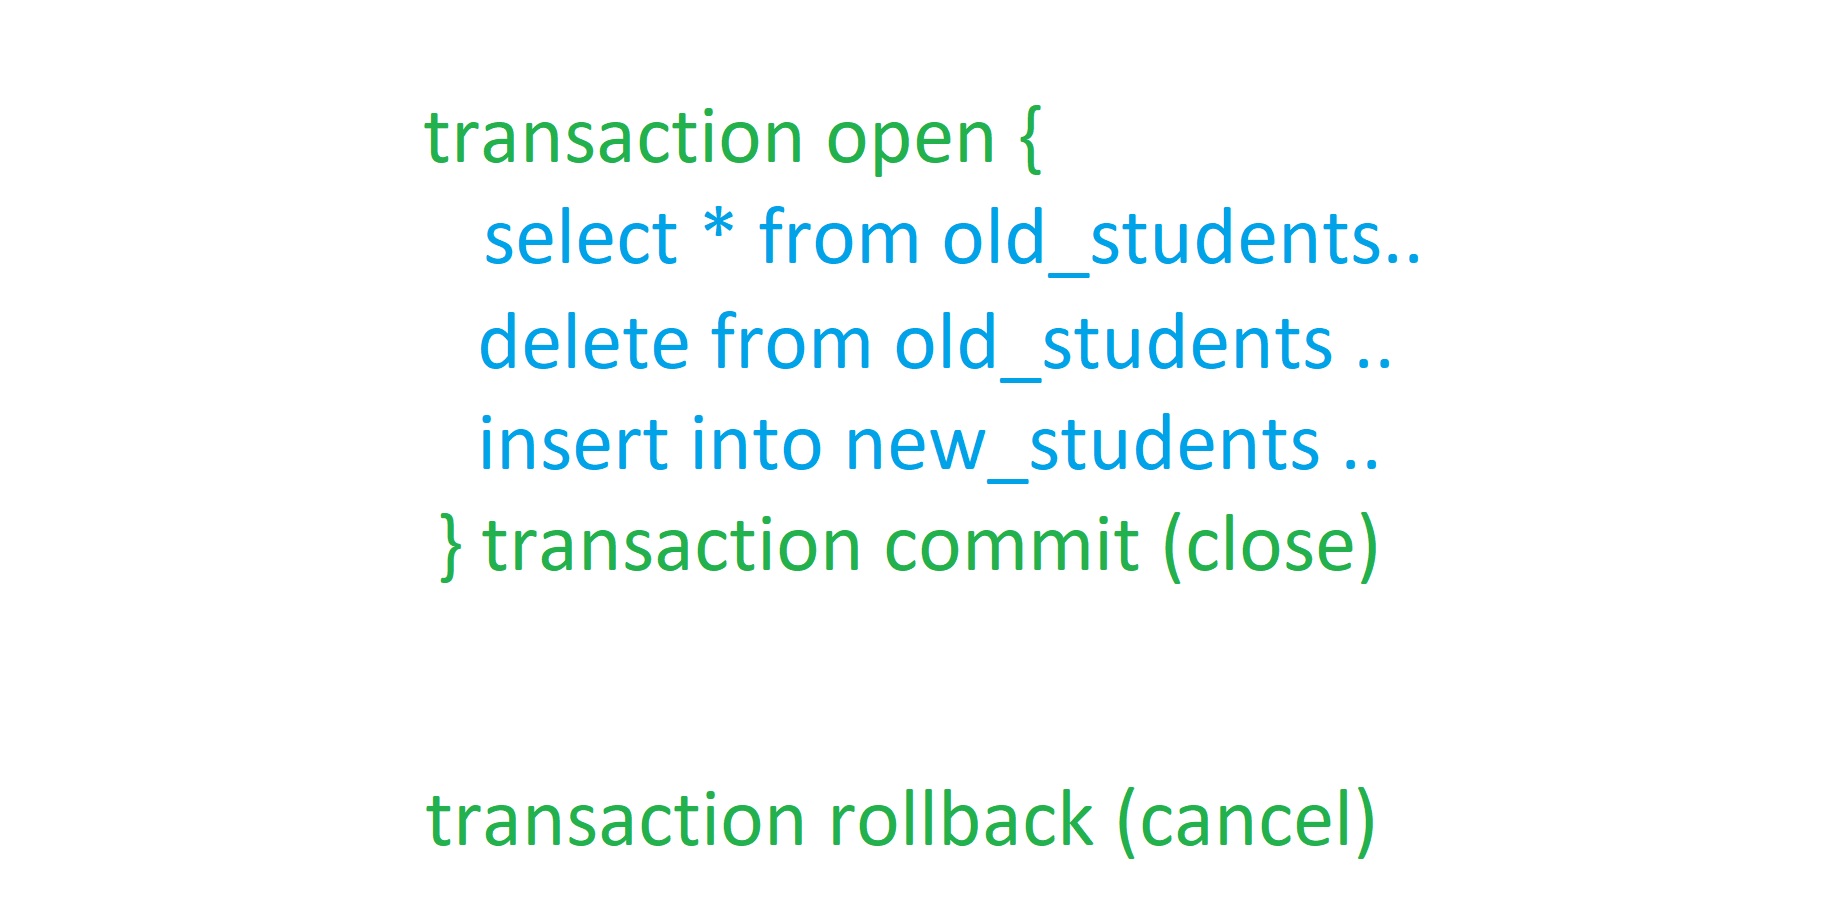 transaction open {
select * from old_students..
delete from old_students ..
insert into new_students ..
} transaction commit (close)
transaction rollback (cancel)